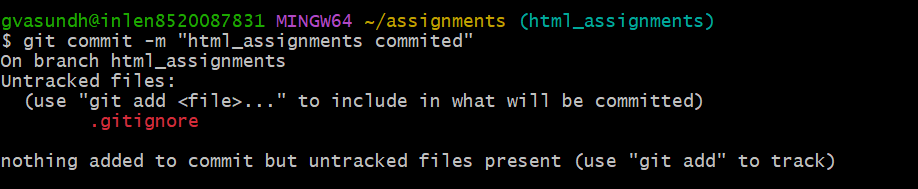 gvasundh@inlen8520087831 MINGW64 ~/assignments (html_assignments)
$ git commit -m "html_assignments commited"
On branch html_assignments
Untracked files:
  (use "git add <file>..." to include in what will be committed)
        .gitignore

nothing added to commit but untracked files present (use "git add" to track)